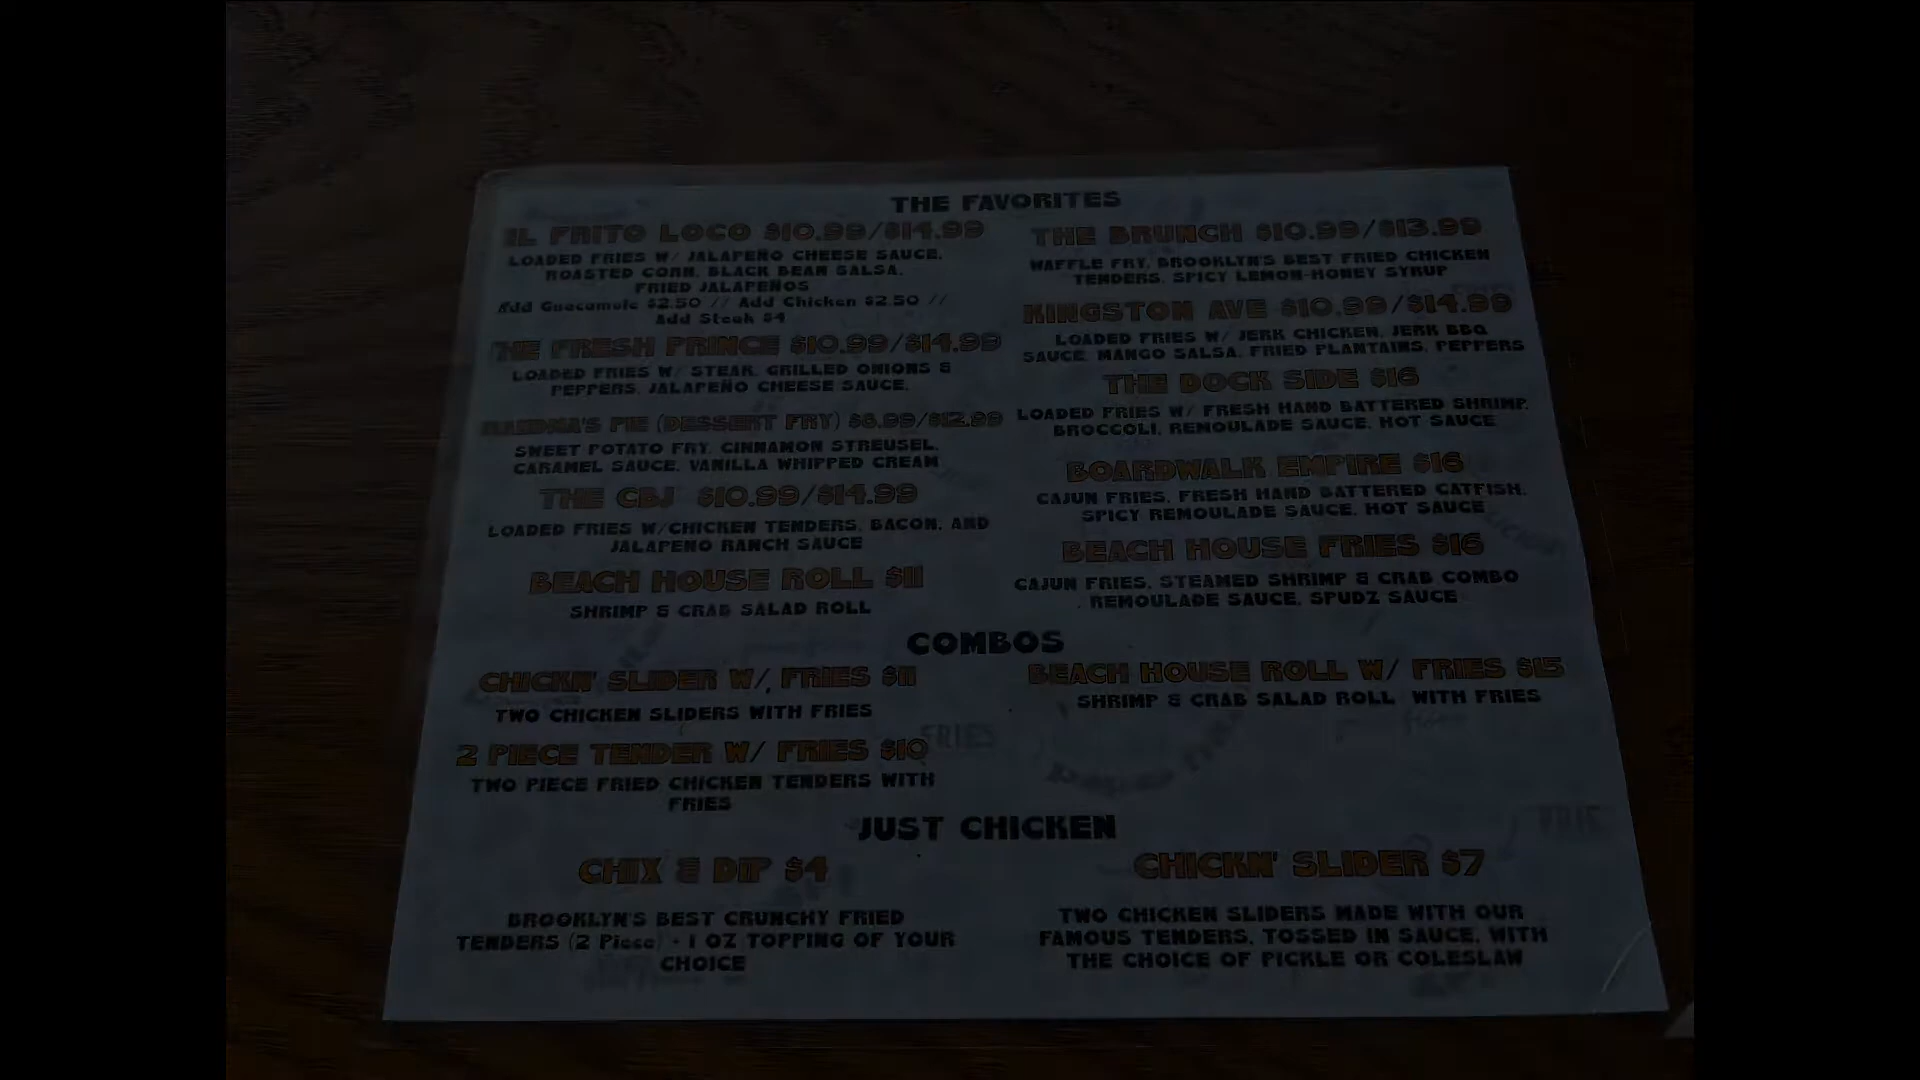 THE FAVORITES
IL FRITO LOCO $10.99/$14.99
LOADED FRIES W/ JALAPEÑO CHEESE SAUCE,
ROASTED CORN, BLACK BEAN SALSA,
FRIED JALAPEÑOS
Add Guacamole $2.50 // Add Chicken $2.50 //
Add Steak $4
THE FRESH PRINCE $10.99/$14.99
LOADED FRIES W/ STEAK, GRILLED ONIONS &
PEPPERS, JALAPEÑO CHEESE SAUCE,
PIE (DESSERT FRY) $6.99/$12.99
SWEET POTATO FRY, CINNAMON STREUSEL,
CARAMEL SAUCE, VANILLA WHIPPED CREAM
THE CBJ $10.99/$14.99
LOADED FRIES W/CHICKEN TENDERS, BACON, AND
JALAPENO RANCH SAUCE
BEACH HOUSE ROLL $11
SHRIMP & CRAB SALAD ROLL
THE BRUNCH $10.99/$13.99
WAFFLE FRY, BROOKLYN'S BEST FRIED CHICKEN
TENDERS, SPICY LEMON-HONEY SYRUP
KINGSTON AVE $10.99/$14.99
LOADED FRIES W/ JERK CHICKEN, JERK BBQ
SAUCE, MANGO SALSA, FRIED PLANTAINS, PEPPERS
THE DOCK SIDE $16
LOADED FRIES W/ FRESH HAND BATTERED SHRIMP,
BROCCOLI, REMOULADE SAUCE, HOT SAUCE
BOARDWALK EMPIRE $16
CAJUN FRIES, FRESH HAND BATTERED CATFISH,
SPICY REMOULADE SAUCE, HOT SAUCE
BEACH HOUSE FRIES $16
CAJUN FRIES, STEAMED SHRIMP & CRAB COMBO
REMOULADE SAUCE, SPUDZ SAUCE
COMBOS
CHICKN' SLIDER W/ FRIES $11
TWO CHICKEN SLIDERS WITH FRIES
2 PIECE TENDER W/ FRIES $10
TWO PIECE FRIED CHICKEN TENDERS WITH
FRIES
BEACH HOUSE ROLL W/ FRIES $15
SHRIMP & CRAB SALAD ROLL WITH FRIES
JUST CHICKEN
CHIX & DIP $4
BROOKLYN'S BEST CRUNCHY FRIED
TENDERS (2 Piece) + 1 OZ TOPPING OF YOUR
CHOICE
CHICKN' SLIDER $7
TWO CHICKEN SLIDERS MADE WITH OUR
FAMOUS TENDERS, TOSSED IN SAUCE, WITH
THE CHOICE OF PICKLE OR COLESLAW